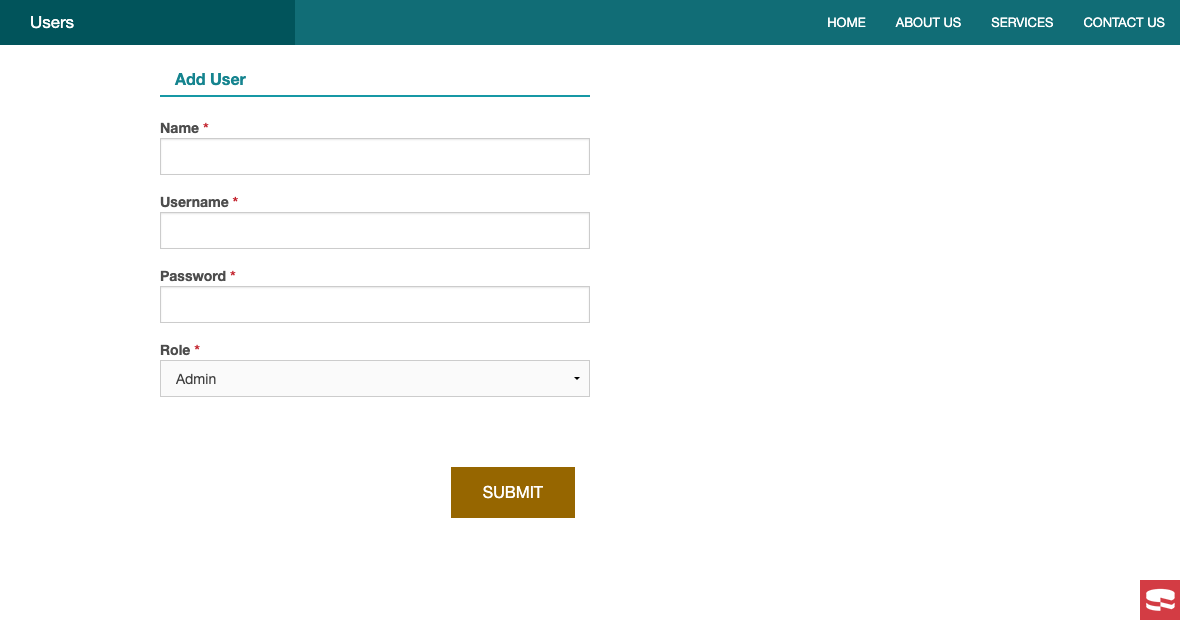 Users HOME ABOUT US SERVICES CONTACT US
Add User
Name *
Username *
Password *
Role *
Admin
SUBMIT